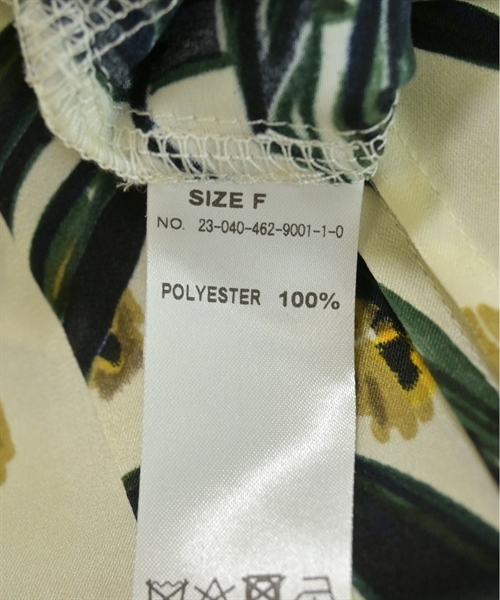 SIZE F
NO. 23-040-462-9001-1-0
POLYESTER 100%